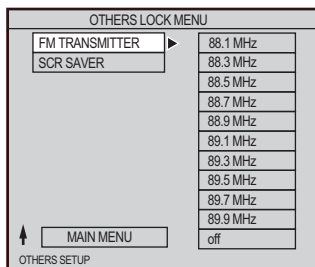 OTHERS LOCK MENU
FM TRANSMITTER
SCR SAVER
88.1 MHz
88.3 MHz
88.5 MHz
88.7 MHz
88.9 MHz
89.1 MHz
89.3 MHz
89.5 MHz
89.7 MHz
89.9 MHz
off
MAIN MENU
OTHERS SETUP